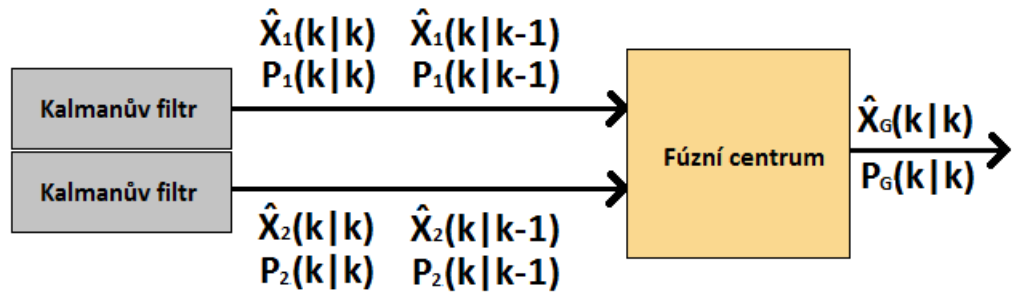 X̂₁(k|k) X̂₁(k|k-1)
P₁(k|k) P₁(k|k-1)
Kalmanův filtr
Kalmanův filtr
X̂₂(k|k) X̂₂(k|k-1)
P₂(k|k) P₂(k|k-1)
Fúzní centrum
X̂G(k|k)
PG(k|k)